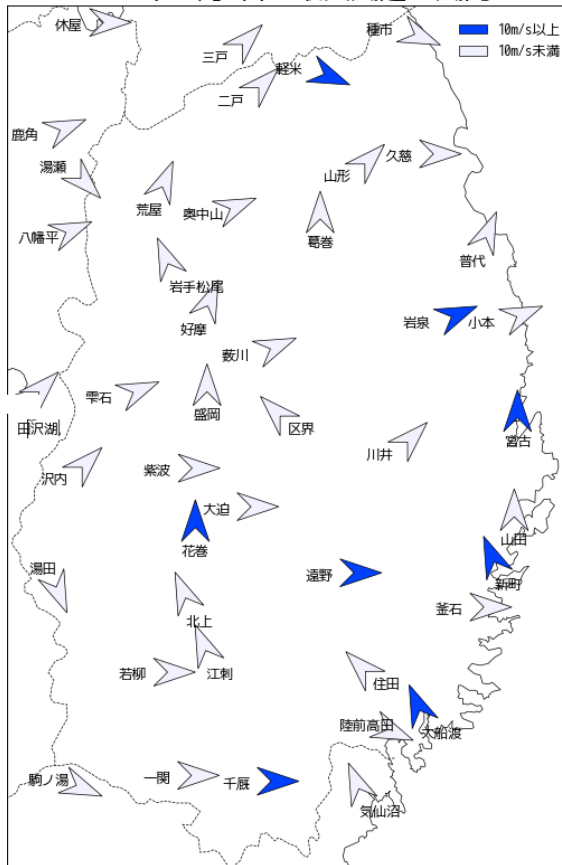 休屋
種市
10m/s以上
三戸
10m/s未満
軽米
二戸
鹿角
久慈
湯瀬
山形
荒屋
奥中山
八幡平
葛巻
普代
岩手松尾
岩泉
小本
好摩
薮川
雫石
盛岡
区界
田沢湖
宮古
川井
紫波
沢内
大迫
山田
花巻
湯田
遠野
新町
釜石
北上
江刺
若柳
住田
陸前高田
大船渡
駒ノ湯
一関
千厩
気仙沼